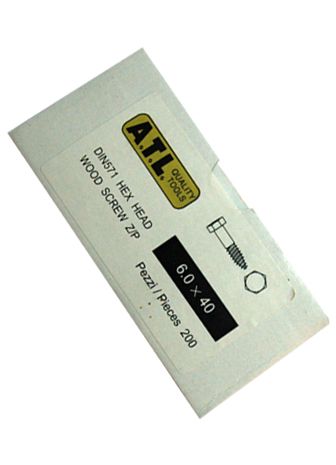 A.T.L.
QUALITY
TOOLS
DIN571 HEX HEAD
WOOD SCREW Z/P
6.0 × 40
Pezzi / Pieces 200